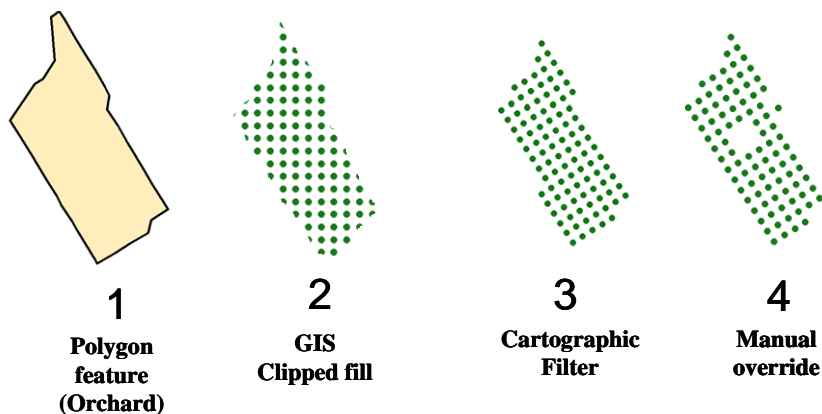 1
Polygon
feature
(Orchard)
2
GIS
Clipped fill
3
Cartographic
Filter
4
Manual
override